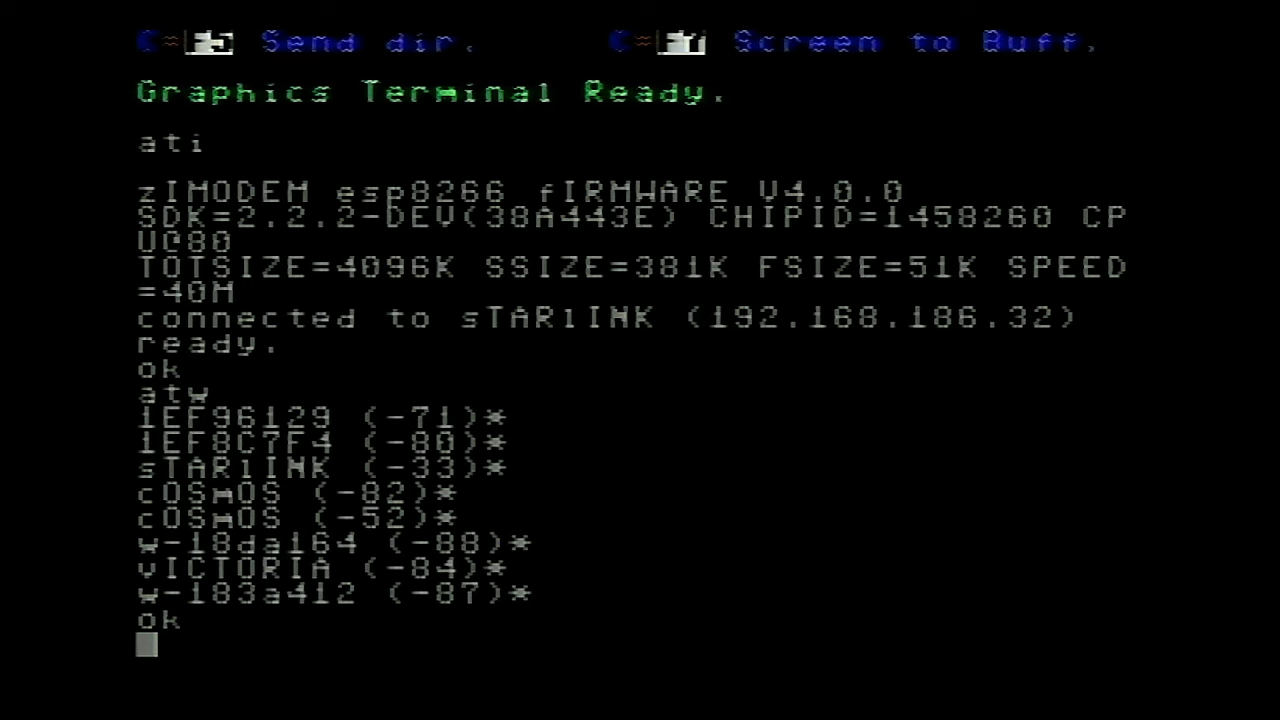 C=F5 Send dir. C=F7 Screen to Buff.
Graphics Terminal Ready.
ati
zIMODEM esp8266 fIRMWARE V4.0.0
SDK=2.2.2-DEV(38A443E) CHIPID=1458260 CP
U@80
TOTSIZE=4096K SSIZE=381K FSIZE=51K SPEED
=40M
connected to sTARlINK (192.168.186.32)
ready.
ok
atw
1EF96129 (-71)*
1EF8C7F4 (-80)*
sTARlINK (-33)*
cOSmOS (-82)*
cOSmOS (-52)*
w-18da164 (-88)*
vICTORIA (-84)*
w-183a412 (-87)*
ok